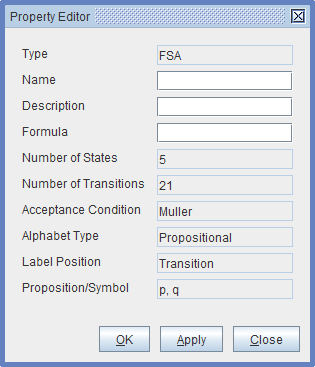 Property Editor
Type FSA
Name
Description
Formula
Number of States 5
Number of Transitions 21
Acceptance Condition Muller
Alphabet Type Propositional
Label Position Transition
Proposition/Symbol p, q
OK Apply Close